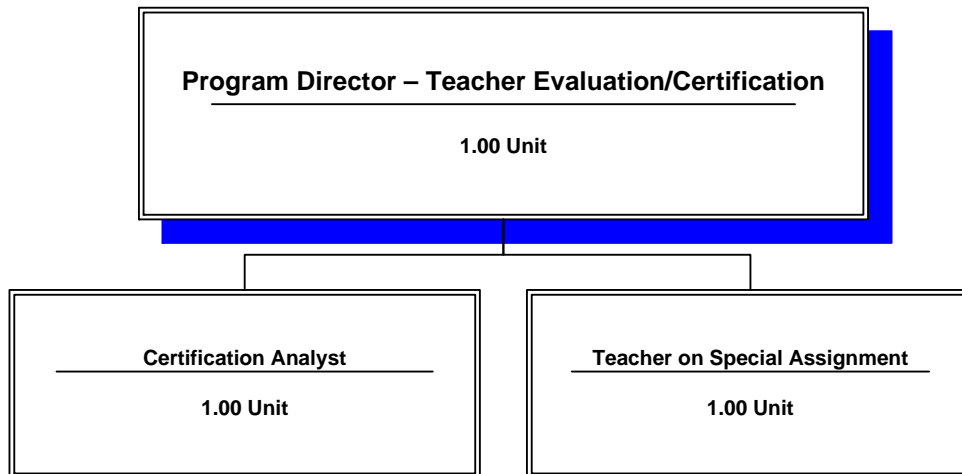 Program Director – Teacher Evaluation/Certification
1.00 Unit
Certification Analyst
1.00 Unit
Teacher on Special Assignment
1.00 Unit